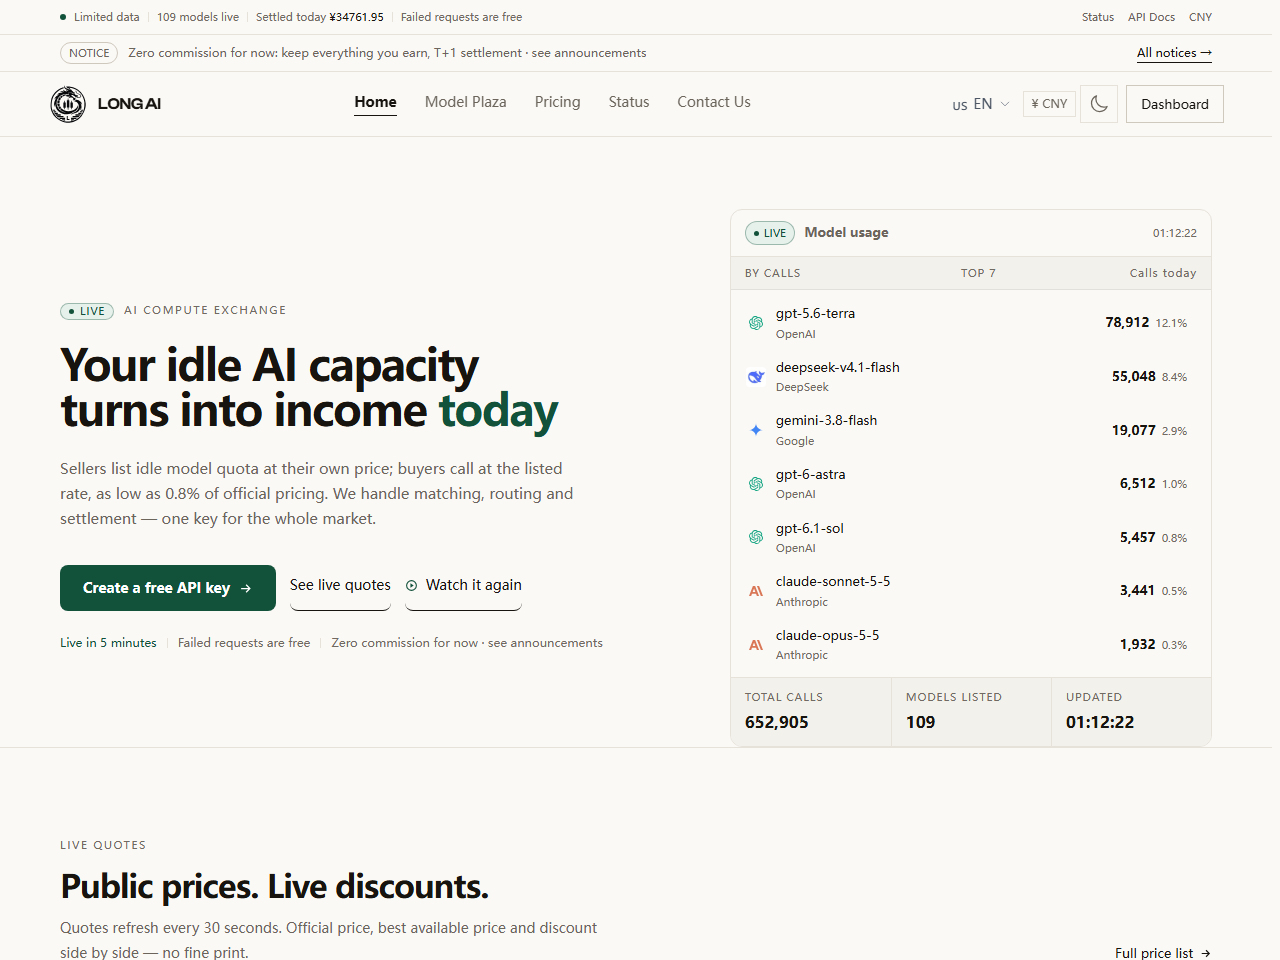 Limited data
109 models live
Settled today ¥34761.95
Failed requests are free
Status
API Docs
CNY
NOTICE
Zero commission for now: keep everything you earn, T+1 settlement · see announcements
All notices →
LONG AI
Home
Model Plaza
Pricing
Status
Contact Us
us EN
¥ CNY
Dashboard
LIVE
AI COMPUTE EXCHANGE
Your idle AI capacity
turns into income today
Sellers list idle model quota at their own price; buyers call at the listed
rate, as low as 0.8% of official pricing. We handle matching, routing and
settlement — one key for the whole market.
Create a free API key →
See live quotes
Watch it again
Live in 5 minutes
Failed requests are free
Zero commission for now · see announcements
LIVE
Model usage
01:12:22
BY CALLS
TOP 7
Calls today
gpt-5.6-terra
OpenAI
78,912 12.1%
deepseek-v4.1-flash
DeepSeek
55,048 8.4%
gemini-3.8-flash
Google
19,077 2.9%
gpt-6-astra
OpenAI
6,512 1.0%
gpt-6.1-sol
OpenAI
5,457 0.8%
claude-sonnet-5-5
Anthropic
3,441 0.5%
claude-opus-5-5
Anthropic
1,932 0.3%
TOTAL CALLS
652,905
MODELS LISTED
109
UPDATED
01:12:22
LIVE QUOTES
Public prices. Live discounts.
Quotes refresh every 30 seconds. Official price, best available price and discount
side by side — no fine print.
Full price list →